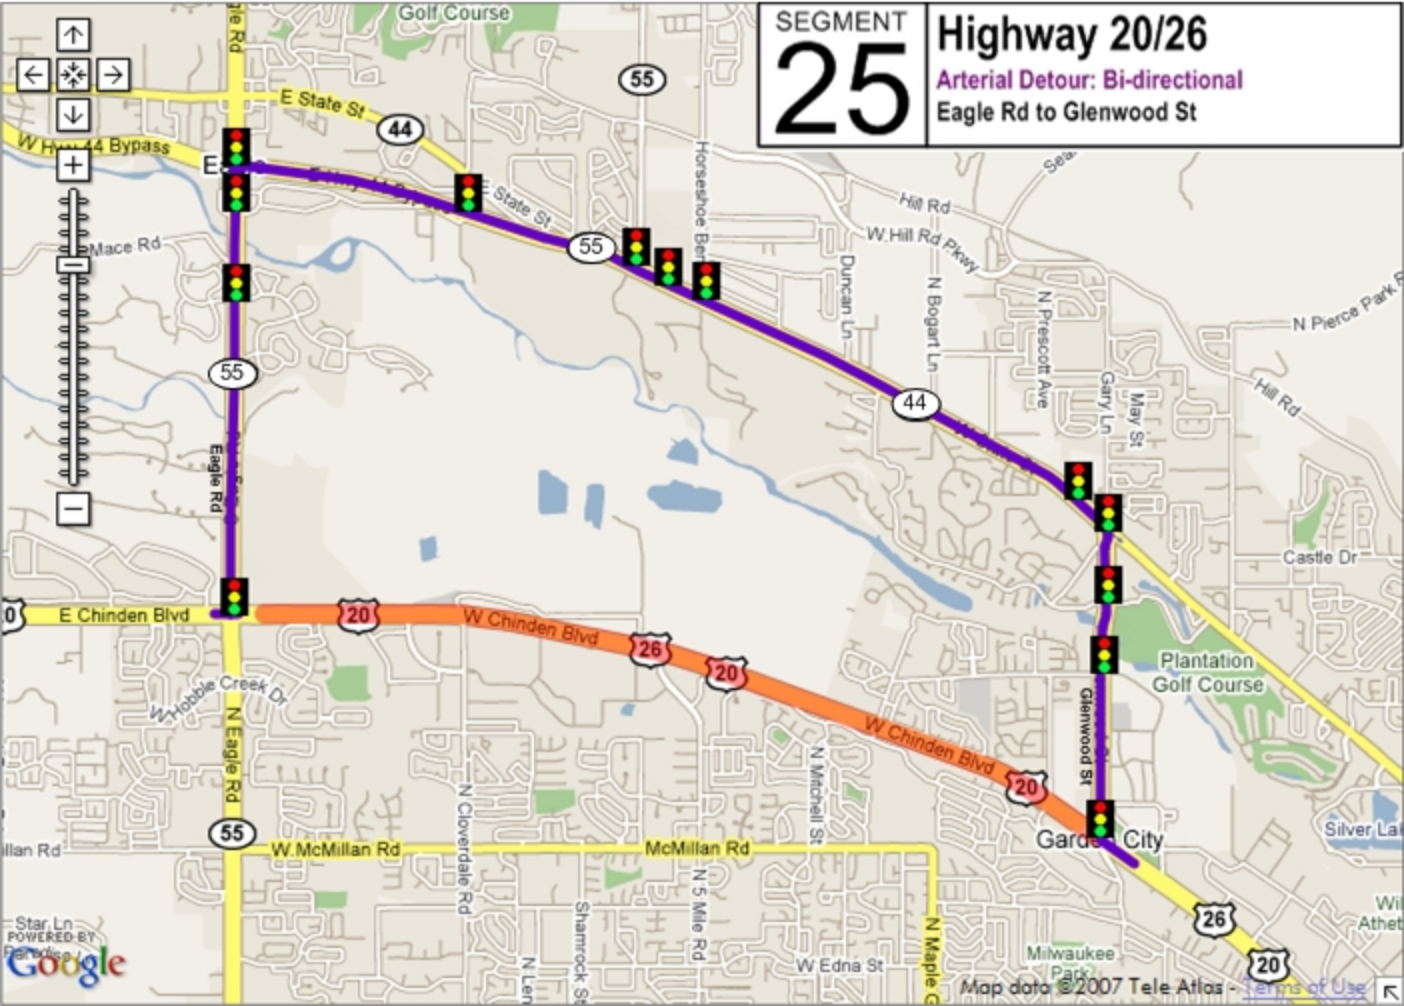 SEGMENT
25
Highway 20/26
Arterial Detour: Bi-directional
Eagle Rd to Glenwood St
Golf Course
E State St
44
55
W Hwy 44 Bypass
E State St
Horseshoe
Mace Rd
55
Hill Rd
W Hill Rd Pkwy
Duncan Ln
N Bogart Ln
N Prescott Ave
N Pierce Park
Gary Ln
May St
Hill Rd
55
44
Eagle Rd
Castle Dr
E Chinden Blvd
20
W Chinden Blvd
26
20
Plantation
Golf Course
W Hobble Creek Dr
N Eagle Rd
W Chinden Blvd
Glenwood St
20
N Mitchell St
N Cloverdale Rd
55
W McMillan Rd
McMillan Rd
City
Silver
N 5 Mile Rd
Shamrock St
26
Star Ln
POWERED BY
Google
N Maple
W Edna St
Milwaukee
Park
20
Map data ©2007 Tele Atlas - Terms of Use